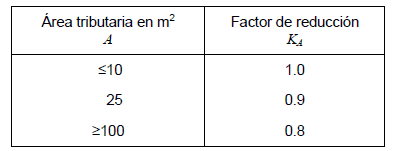 Área tributaria en m² Factor de reducción
A K_A
≤10 1.0
25 0.9
≥100 0.8